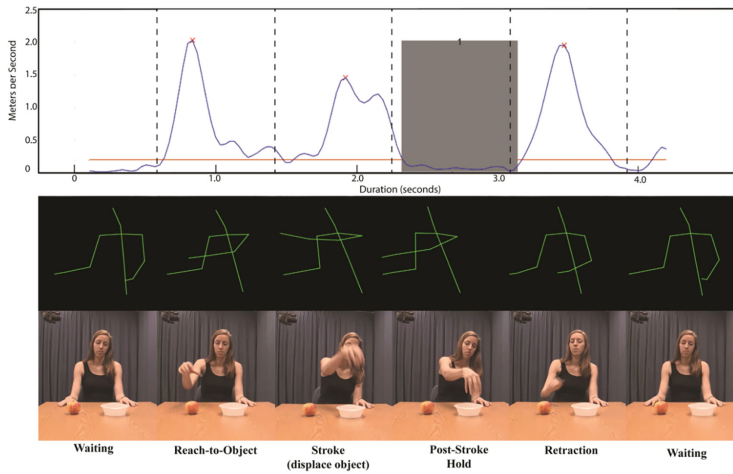 2.5
2.0
1.5
1.0
0.5
0
Meters per Second
1
0 1.0 2.0 3.0 4.0
Duration (seconds)
Waiting Reach-to-Object Stroke Post-Stroke Retraction Waiting
(displace object) Hold